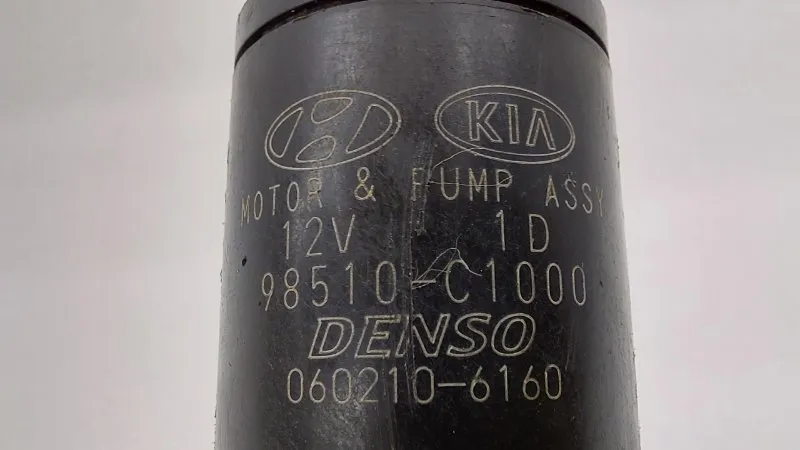 KIA
MOTOR & PUMP ASSY
12V 1D
98510-C1000
DENSO
060210-6160